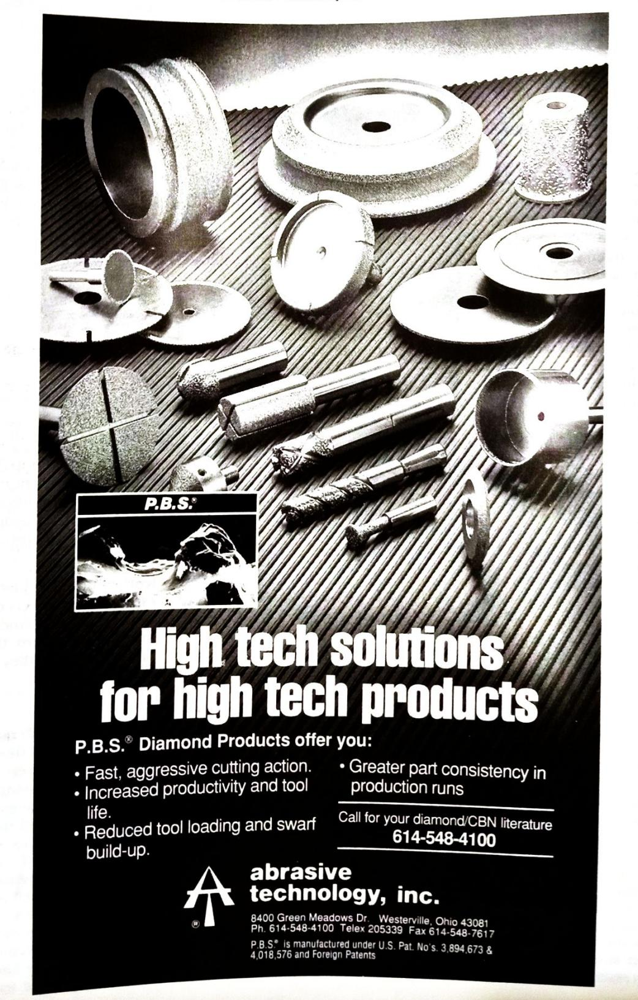 P.B.S.®
High tech solutions
for high tech products
P.B.S.® Diamond Products offer you:
• Fast, aggressive cutting action.
• Increased productivity and tool
life.
• Reduced tool loading and swarf
build-up.
• Greater part consistency in
production runs
Call for your diamond/CBN literature
614-548-4100
abrasive
technology, inc.
®
8400 Green Meadows Dr. Westerville, Ohio 43081
Ph. 614-548-4100 Telex 205339 Fax 614-548-7617
P.B.S.® is manufactured under U.S. Pat. No's. 3,894,673 &
4,018,576 and Foreign Patents